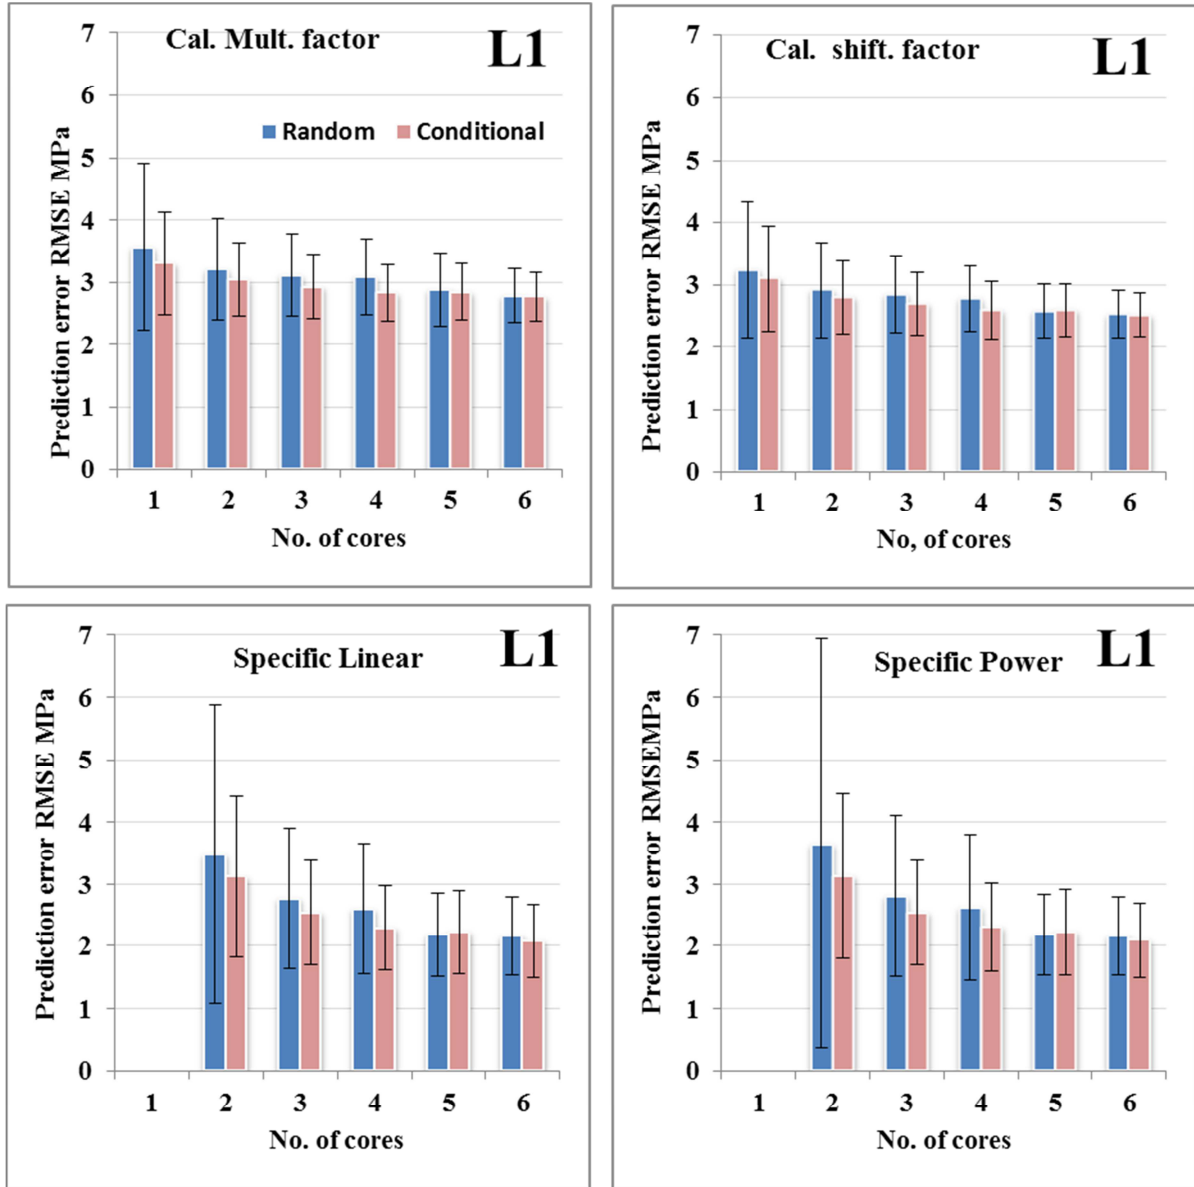 Cal. Mult. factor
L1
Random Conditional
Prediction error RMSE MPa
7
6
5
4
3
2
1
0
1 2 3 4 5 6
No. of cores
Cal. shift. factor
L1
Prediction error RMSE MPa
7
6
5
4
3
2
1
0
1 2 3 4 5 6
No, of cores
Specific Linear
L1
Prediction error RMSE MPa
7
6
5
4
3
2
1
0
1 2 3 4 5 6
No. of cores
Specific Power
L1
Prediction error RMSEMPa
7
6
5
4
3
2
1
0
1 2 3 4 5 6
No. of cores